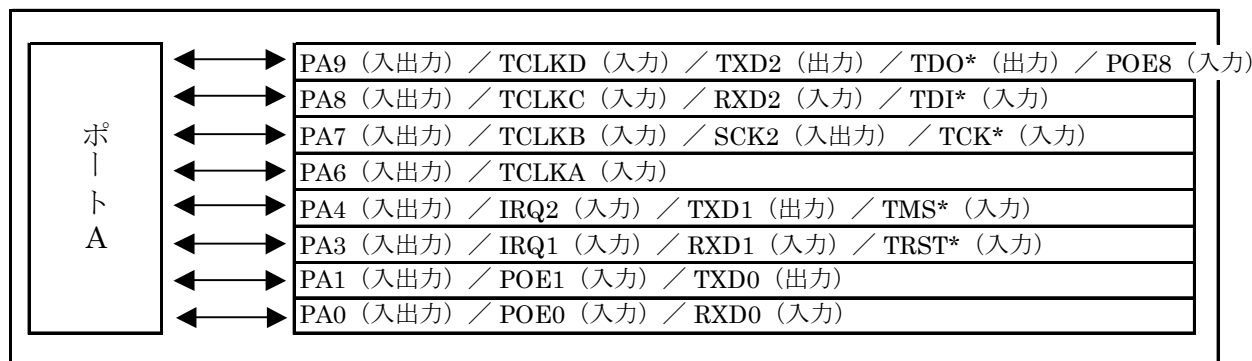 ポートA
PA9（入出力）／TCLKD（入力）／TXD2（出力）／TDO*（出力）／POE8（入力）
PA8（入出力）／TCLKC（入力）／RXD2（入力）／TDI*（入力）
PA7（入出力）／TCLKB（入力）／SCK2（入出力）／TCK*（入力）
PA6（入出力）／TCLKA（入力）
PA4（入出力）／IRQ2（入力）／TXD1（出力）／TMS*（入力）
PA3（入出力）／IRQ1（入力）／RXD1（入力）／TRST*（入力）
PA1（入出力）／POE1（入力）／TXD0（出力）
PA0（入出力）／POE0（入力）／RXD0（入力）